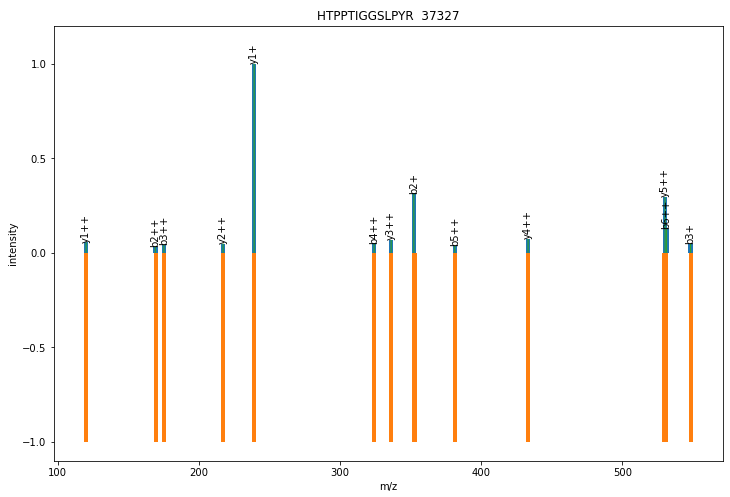 HTPPTIGGSLPYR 37327
intensity
1.0
0.5
0.0
−0.5
−1.0
y1++
b2++
b3++
y2++
y1+
b4++
y3++
b2+
b5++
y4++
y5++
b6++
b3+
100
200
300
400
500
m/z